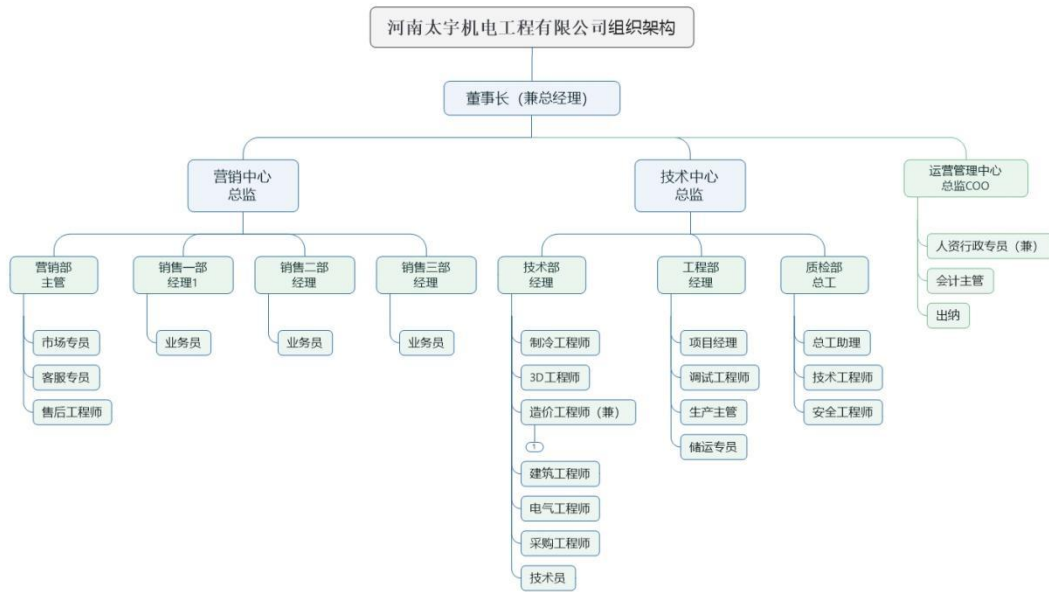 河南太宇机电工程有限公司组织架构
董事长（兼总经理）
营销中心
总监
技术中心
总监
运营管理中心
总监COO
人资行政专员（兼）
会计主管
出纳
营销部
主管
销售一部
经理1
销售二部
经理
销售三部
经理
技术部
经理
工程部
经理
质检部
总工
市场专员
客服专员
售后工程师
业务员
业务员
业务员
制冷工程师
3D工程师
造价工程师（兼）
1
建筑工程师
电气工程师
采购工程师
技术员
项目经理
调试工程师
生产主管
储运专员
总工助理
技术工程师
安全工程师